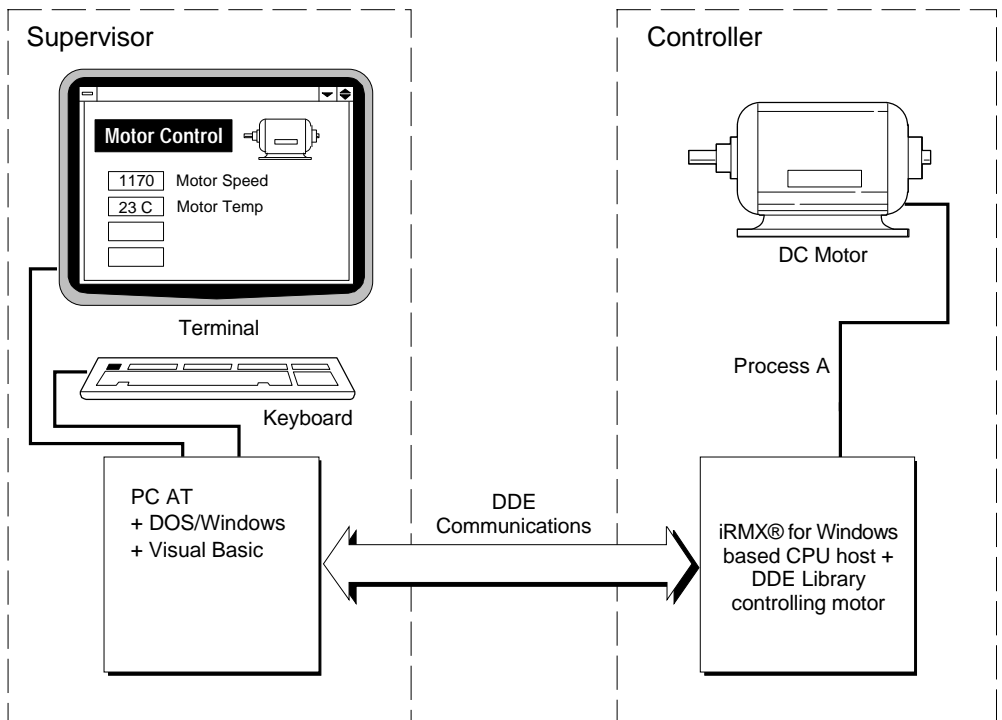 Supervisor
Motor Control
1170 Motor Speed
23 C Motor Temp
Terminal
Keyboard
PC AT
+ DOS/Windows
+ Visual Basic
DDE
Communications
Controller
DC Motor
Process A
iRMX® for Windows
based CPU host +
DDE Library
controlling motor